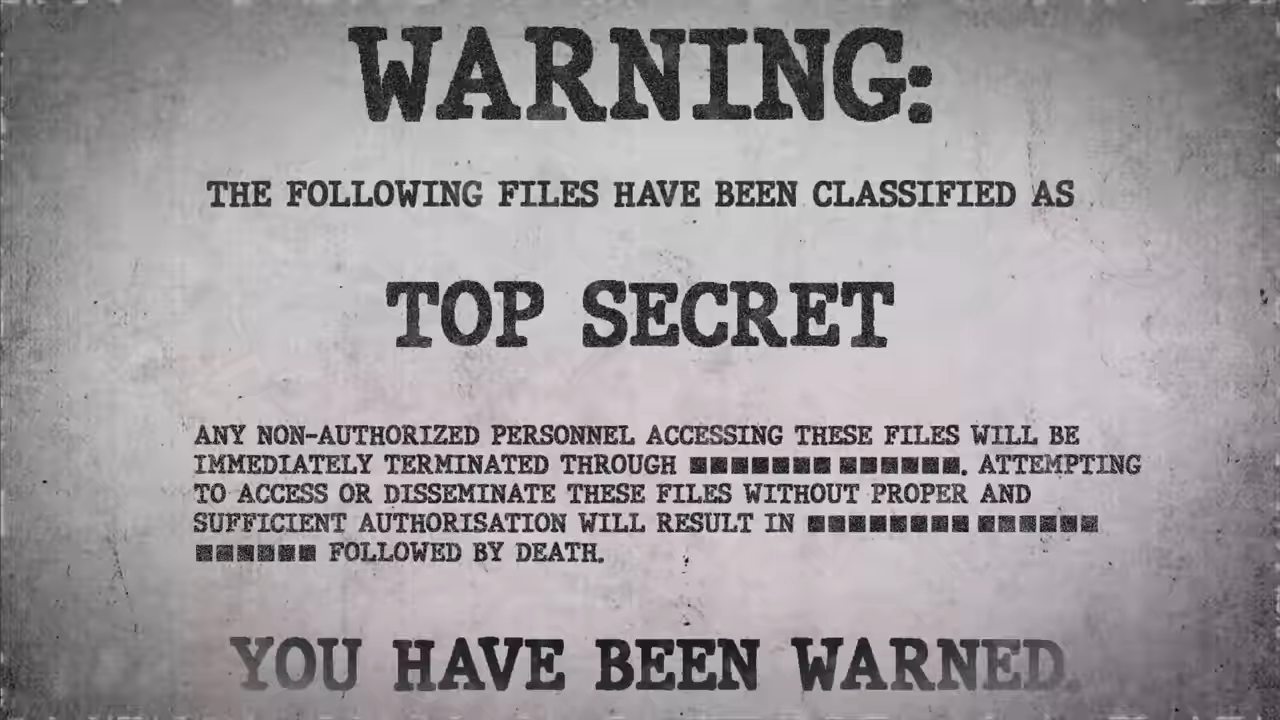 WARNING:
THE FOLLOWING FILES HAVE BEEN CLASSIFIED AS
TOP SECRET
ANY NON-AUTHORIZED PERSONNEL ACCESSING THESE FILES WILL BE
IMMEDIATELY TERMINATED THROUGH ■■■■■■■ ■■■■■■. ATTEMPTING
TO ACCESS OR DISSEMINATE THESE FILES WITHOUT PROPER AND
SUFFICIENT AUTHORISATION WILL RESULT IN ■■■■■■■■ ■■■■■■
■■■■■■ FOLLOWED BY DEATH.
YOU HAVE BEEN WARNED.